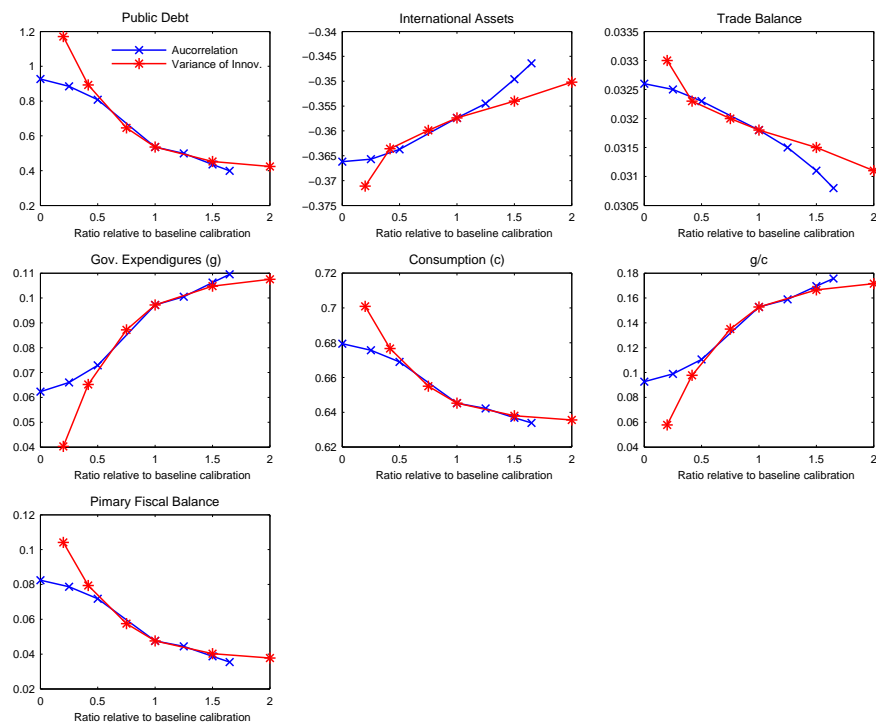 Public Debt
1.2
1
0.8
0.6
0.4
0.2
0 0.5 1 1.5 2
Ratio relative to baseline calibration
Aucorrelation
Variance of Innov.
International Assets
−0.34
−0.345
−0.35
−0.355
−0.36
−0.365
−0.37
−0.375
0 0.5 1 1.5 2
Ratio relative to baseline calibration
Trade Balance
0.0335
0.033
0.0325
0.032
0.0315
0.031
0.0305
0 0.5 1 1.5 2
Ratio relative to baseline calibration
Gov. Expendigures (g)
0.11
0.1
0.09
0.08
0.07
0.06
0.05
0.04
0 0.5 1 1.5 2
Ratio relative to baseline calibration
Consumption (c)
0.72
0.7
0.68
0.66
0.64
0.62
0 0.5 1 1.5 2
Ratio relative to baseline calibration
g/c
0.18
0.16
0.14
0.12
0.1
0.08
0.06
0.04
0 0.5 1 1.5 2
Ratio relative to baseline calibration
Pimary Fiscal Balance
0.12
0.1
0.08
0.06
0.04
0.02
0 0.5 1 1.5 2
Ratio relative to baseline calibration